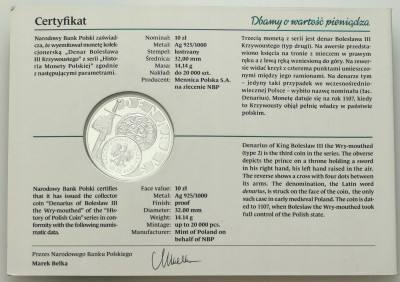 Certyfikat
Dbamy o wartość pieniądza
Narodowy Bank Polski zaświad-
cza, że wyemitował monetę kolek-
cjonerską „Denar Bolesława III
Krzywoustego” z serii „Histo-
ria Monety Polskiej” zgodnie
z następującymi parametrami.
Nominał: 10 zł
Metal: Ag 925/1000
Stempel: lustrzany
Średnica: 32,00 mm
Masa: 14,14 g
Nakład: do 20 000 szt.
Producent: Mennica Polska S.A.
na zlecenie NBP
Trzecią monetą z serii jest denar Bolesława III
Krzywoustego (typ drugi). Na awersie przedsta-
wiono księcia na tronie z mieczem w prawym
ręku a z lewą ręką wzniesioną do góry. Na rewer-
sie widać krzyż z czterema punktami umieszczo-
nymi między jego ramionami. Na denarze tym
– jedyny taki przypadek we wczesnośrednio-
wiecznej Polsce – wybito nazwę nominału (łac.
Denarius). Monetę datuje się na rok 1107, kiedy
to Krzywousty objął pełnię władzy w państwie
polskim.
Narodowy Bank Polski certifies
that it has issued the collector
coin “Denarius of Bolesław III
the Wry-mouthed” of the “His-
tory of Polish Coin” series in con-
formity with the following numis-
matic data.
Face value: 10 zł
Metal: Ag 925/1000
Finish: proof
Diameter: 32.00 mm
Weight: 14.14 g
Mintage: up to 20 000 pcs.
Manufacturer: Mint of Poland on
behalf of NBP
Denarius of King Bolesław III the Wry-mouthed
(type 2) is the third coin in the series. The obverse
depicts the prince on a throne holding a sword
in his right hand, his left hand raised in the air.
The reverse shows a cross with four dots between
its arms. The denomination, the Latin word
denarius, is struck on the face of the coin, the only
such case in early medieval Poland. The coin is dat-
ed to 1107, when Bolesław the Wry-mouthed took
full control of the Polish state.
Prezes Narodowego Banku Polskiego
Marek Belka